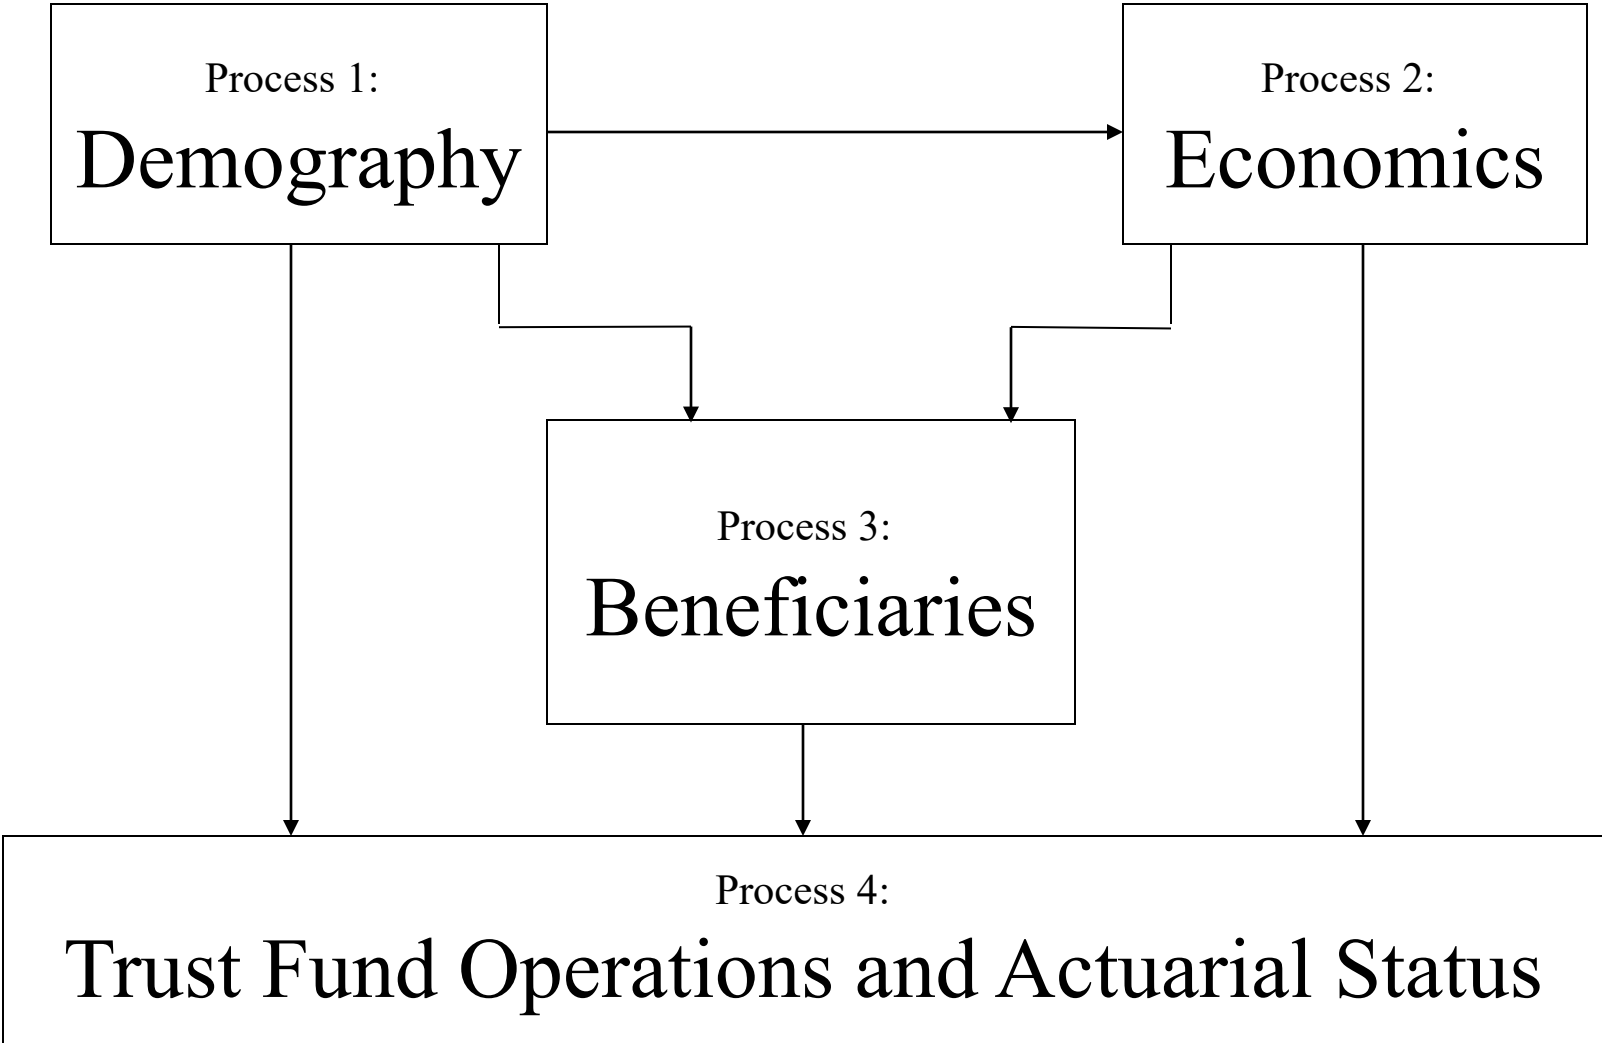 Process 1:
Demography
Process 2:
Economics
Process 3:
Beneficiaries
Process 4:
Trust Fund Operations and Actuarial Status